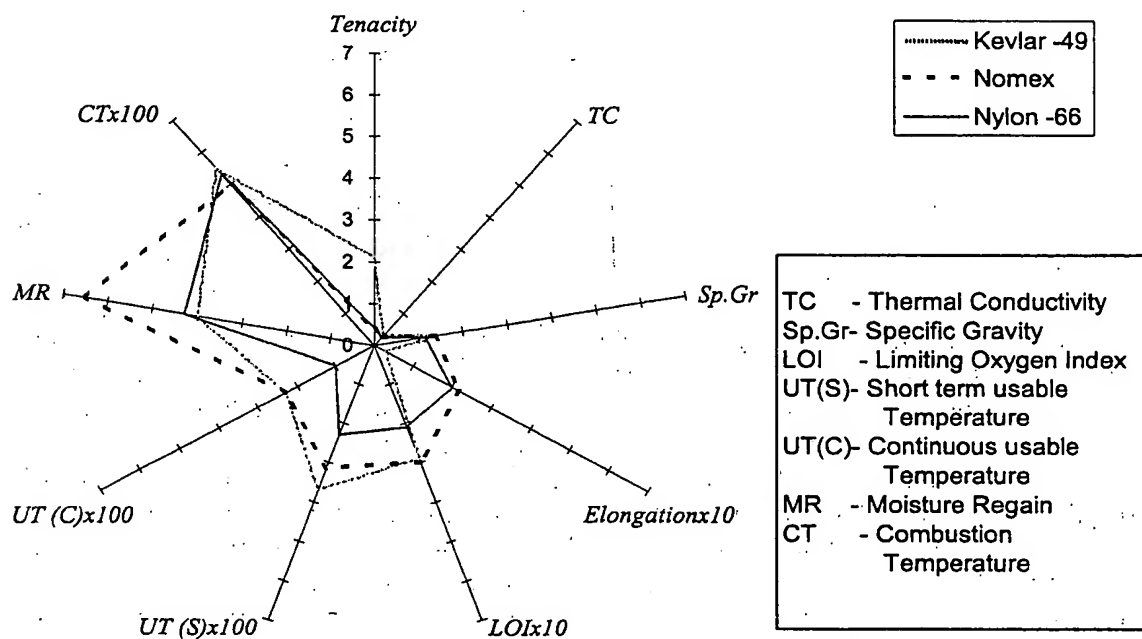 Tenacity
7
6
5
4
3
2
1
0
TC
Sp.Gr
Elongationx10
LOIx10
UT (S)x100
UT (C)x100
MR
CTx100
Kevlar -49
Nomex
Nylon -66
TC - Thermal Conductivity
Sp.Gr- Specific Gravity
LOI - Limiting Oxygen Index
UT(S)- Short term usable
Temperature
UT(C)- Continuous usable
Temperature
MR - Moisture Regain
CT - Combustion
Temperature